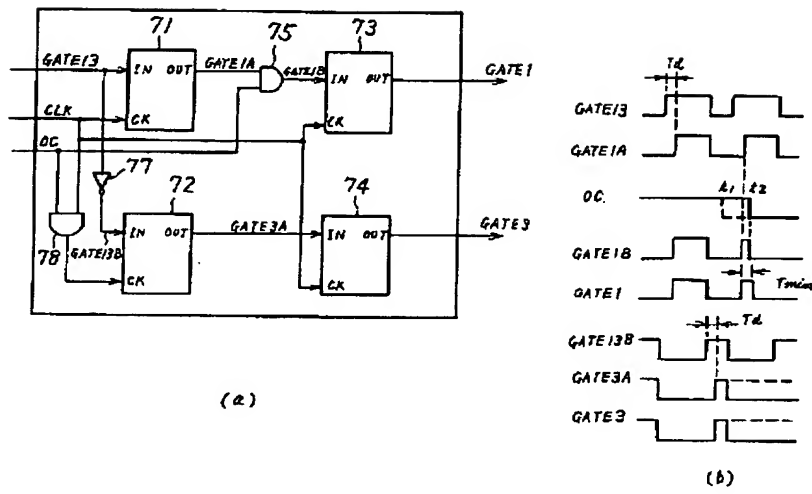 71
75
73
GATE13
IN OUT
GATE1A
GATE1B
IN OUT
GATE1
CLK
CK
CK
OC
77
72
74
GATE3A
GATE3
IN OUT
IN OUT
78
GATE13B
CK
CK
(a)
Td
GATE13
GATE1A
OC
t1
t2
GATE1B
GATE1
Tmin
Td
GATE13B
GATE3A
GATE3
(b)